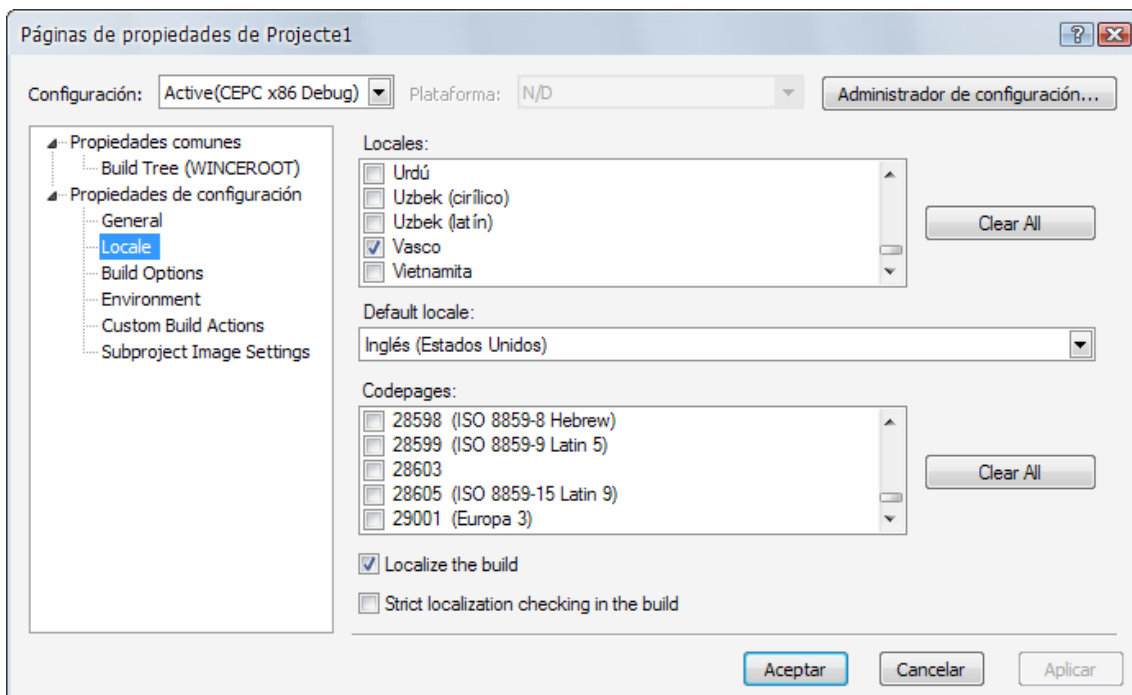 Páginas de propiedades de Projecte1
Configuración: Active(CEPC x86 Debug) Plataforma: N/D Administrador de configuración...
Propiedades comunes
Build Tree (WINCEROOT)
Propiedades de configuración
General
Locale
Build Options
Environment
Custom Build Actions
Subproject Image Settings
Locales:
Urdú
Uzbek (cirílico)
Uzbek (latín)
Vasco
Vietnamita
Clear All
Default locale:
Inglés (Estados Unidos)
Codepages:
28598 (ISO 8859-8 Hebrew)
28599 (ISO 8859-9 Latin 5)
28603
28605 (ISO 8859-15 Latin 9)
29001 (Europa 3)
Clear All
Localize the build
Strict localization checking in the build
Aceptar Cancelar Aplicar